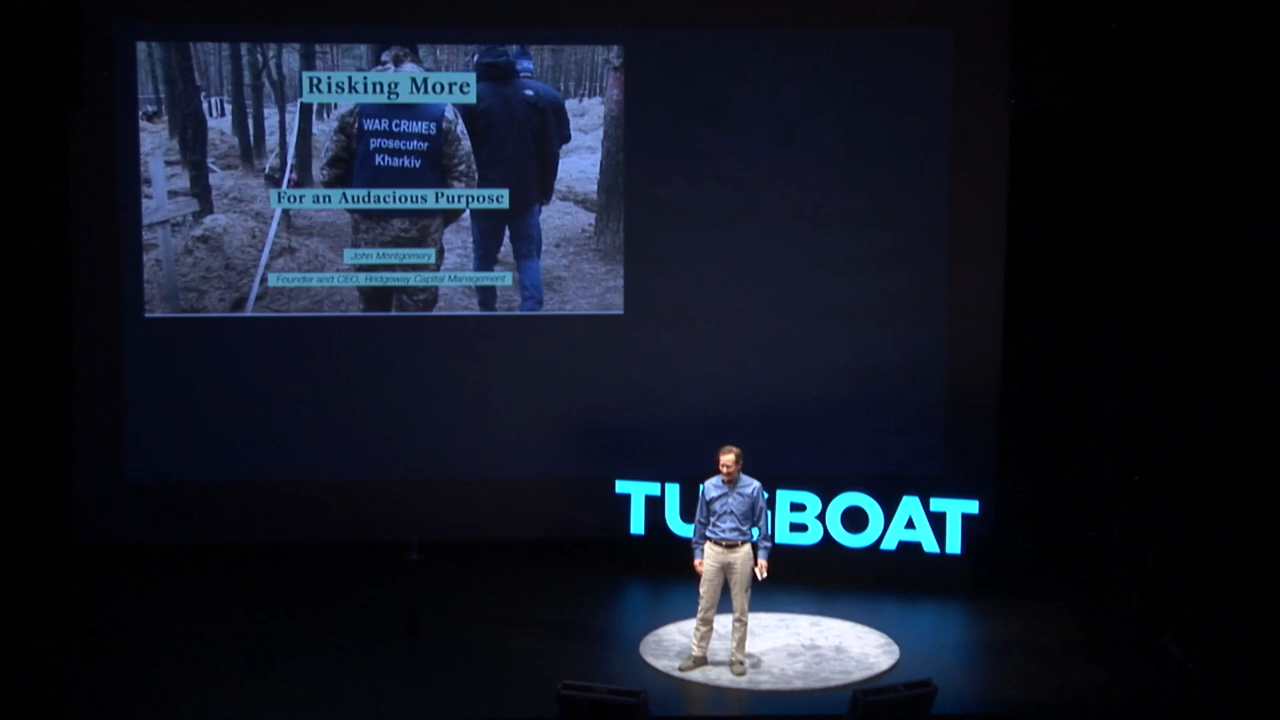 Risking More
WAR CRIMES
prosecutor
Kharkiv
For an Audacious Purpose
John Montgomery
Founder and CEO, Bridgeway Capital Management
TUGBOAT